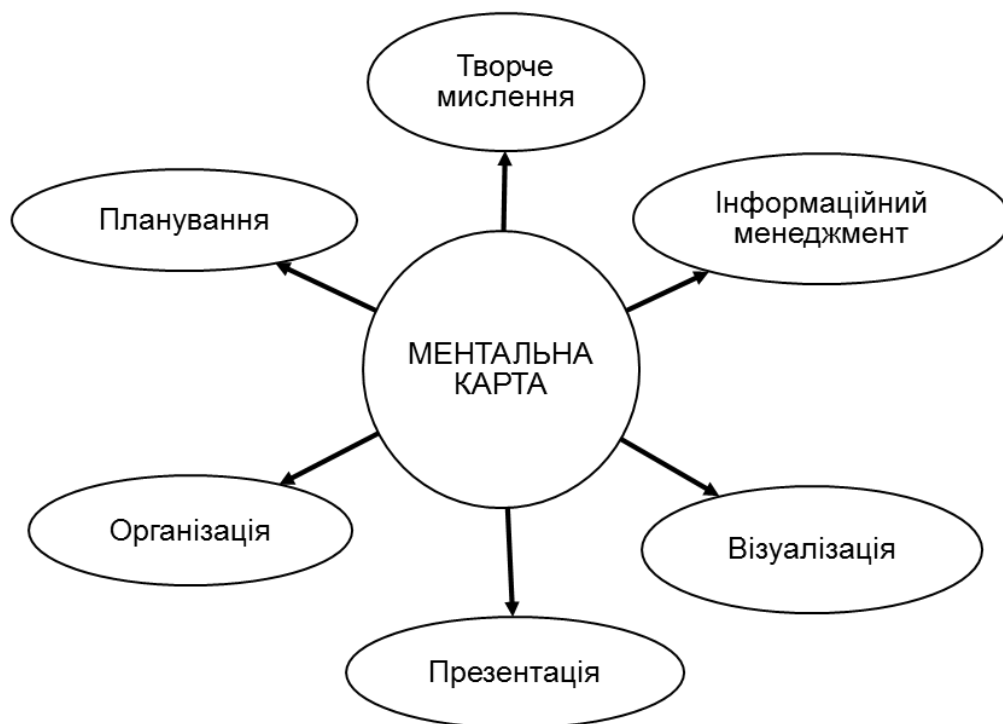 Творче
мислення
Планування
Інформаційний
менеджмент
МЕНТАЛЬНА
КАРТА
Організація
Візуалізація
Презентація